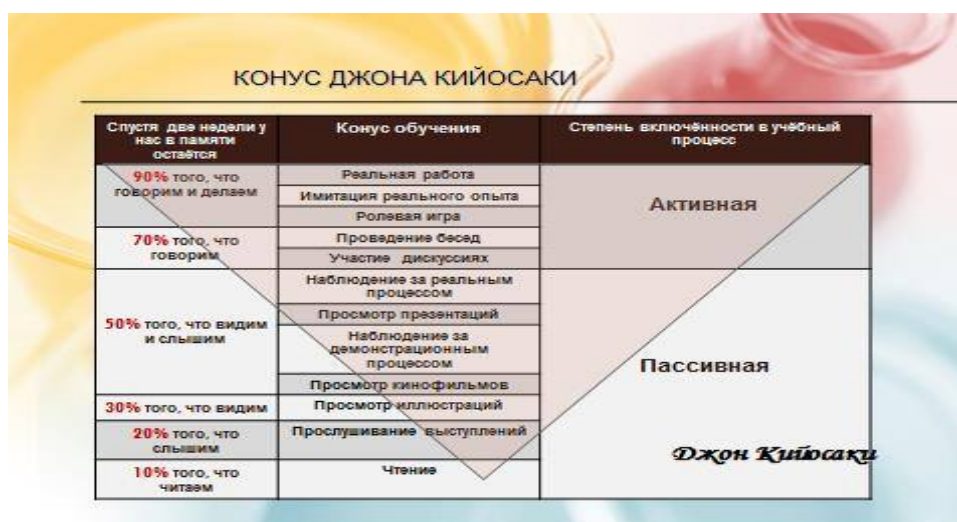 КОНУС ДЖОНА КИЙОСАКИ
Спустя две недели у
нас в памяти
остаётся
Конус обучения
Степень включённости в учёбный
процесс
90% того, что
говорим и делаем
Реальная работа
Имитация реального опыта
Ролевая игра
Активная
70% того, что
говорим
Проведение бесед
Участие дискуссиях
50% того, что видим
и слышим
Наблюдение за реальным
процессом
Просмотр презентаций
Наблюдение за
демонстрационным
процессом
Просмотр кинофильмов
Пассивная
30% того, что видим
Просмотр иллюстраций
20% того, что
слышим
Прослушивание выступлений
10% того, что
читаем
Чтение
Джон Кийосаки